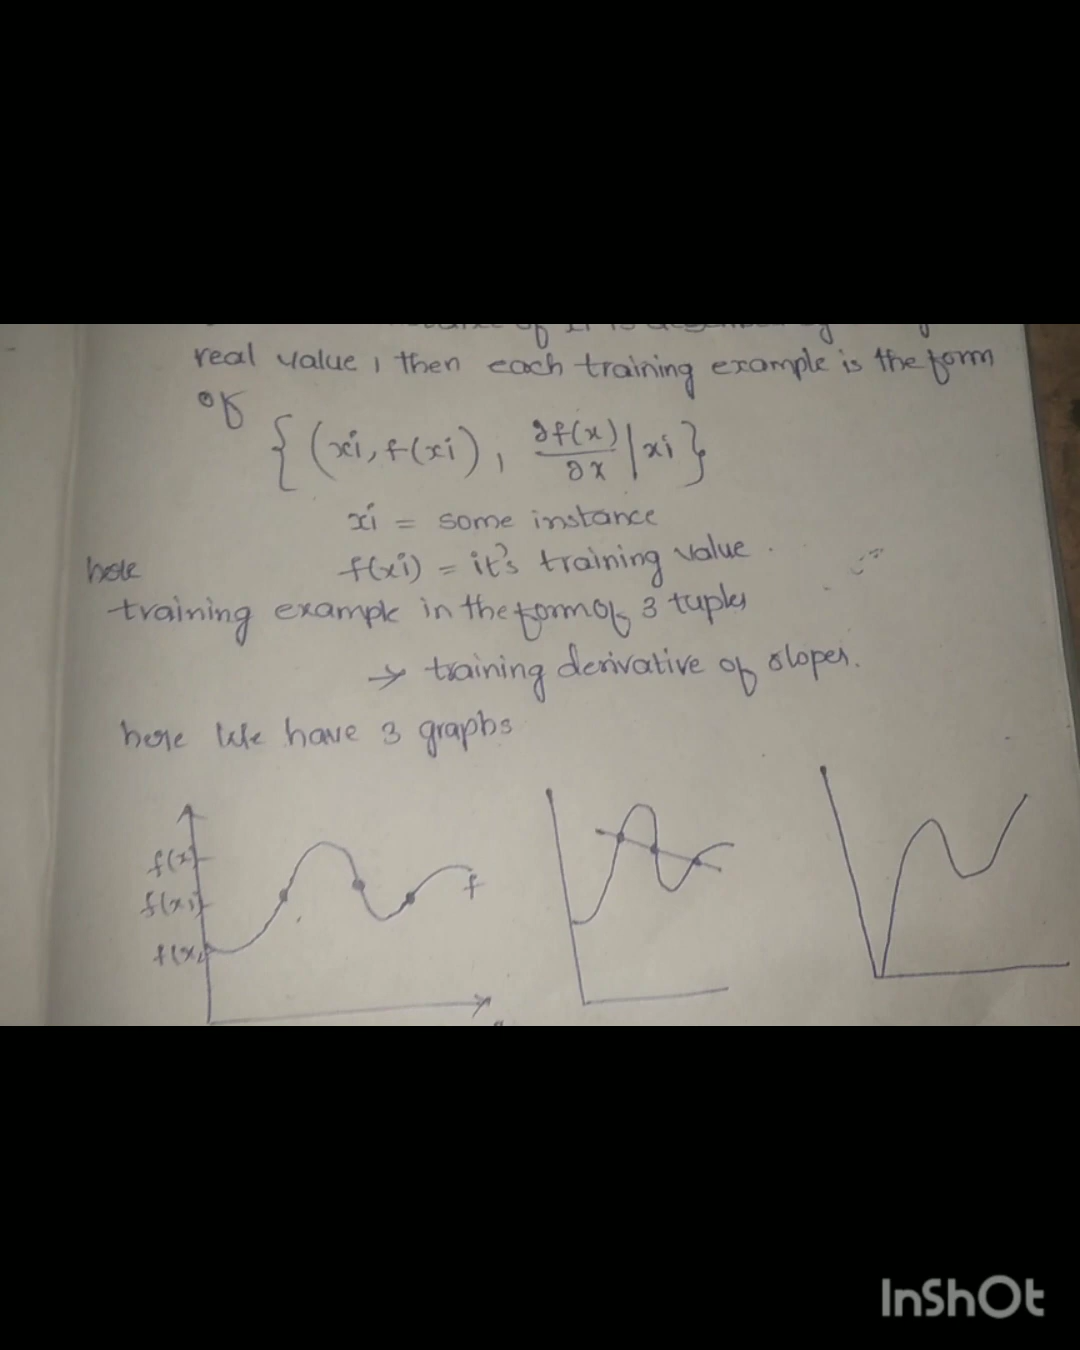 real value, then each training example is the form
of
{(xi, f(xi), ∂f(x)/∂x | xi}
xi = some instance
f(xi) = it's training value.
here
training example in the form of 3 tuples
→ training derivative of slopes.
here We have 3 graphs
f(x
f(xi
f(x
f
InShOt